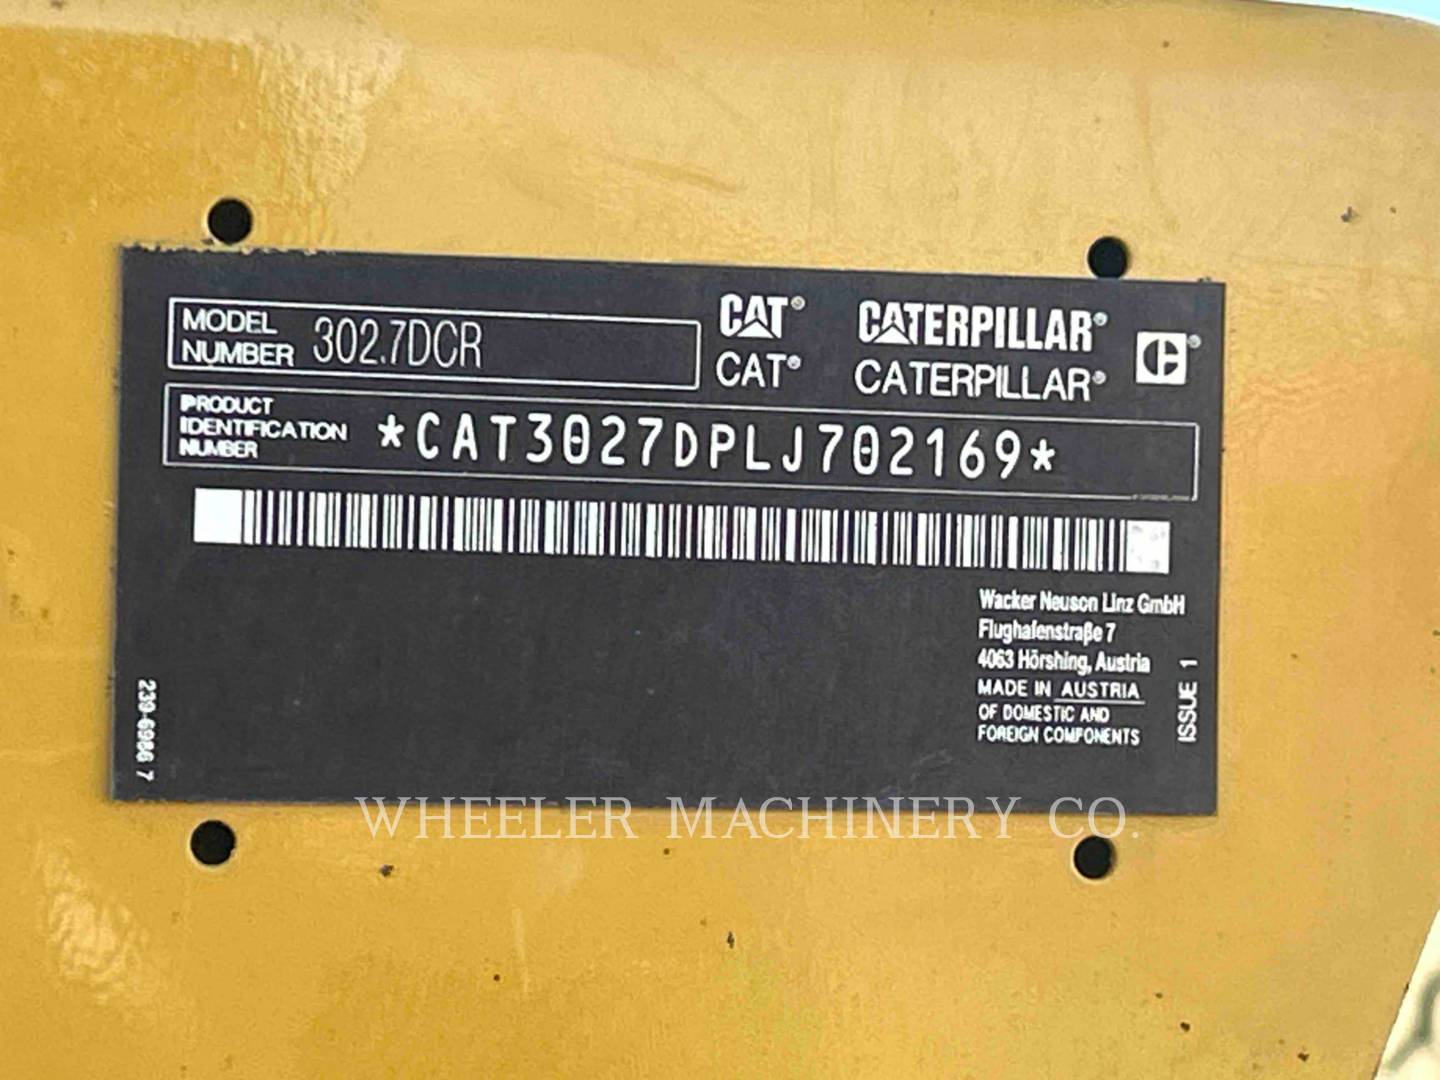 MODEL NUMBER 302.7DCR
CAT® CATERPILLAR®
CAT® CATERPILLAR®
PRODUCT
IDENTIFICATION
NUMBER
*CAT3027DPLJ702169*
Wacker Neuson Linz GmbH
Flughafenstraße 7
4063 Hörshing, Austria
MADE IN AUSTRIA
OF DOMESTIC AND
FOREIGN COMPONENTS
ISSUE 1
239-6986 7
WHEELER MACHINERY CO.